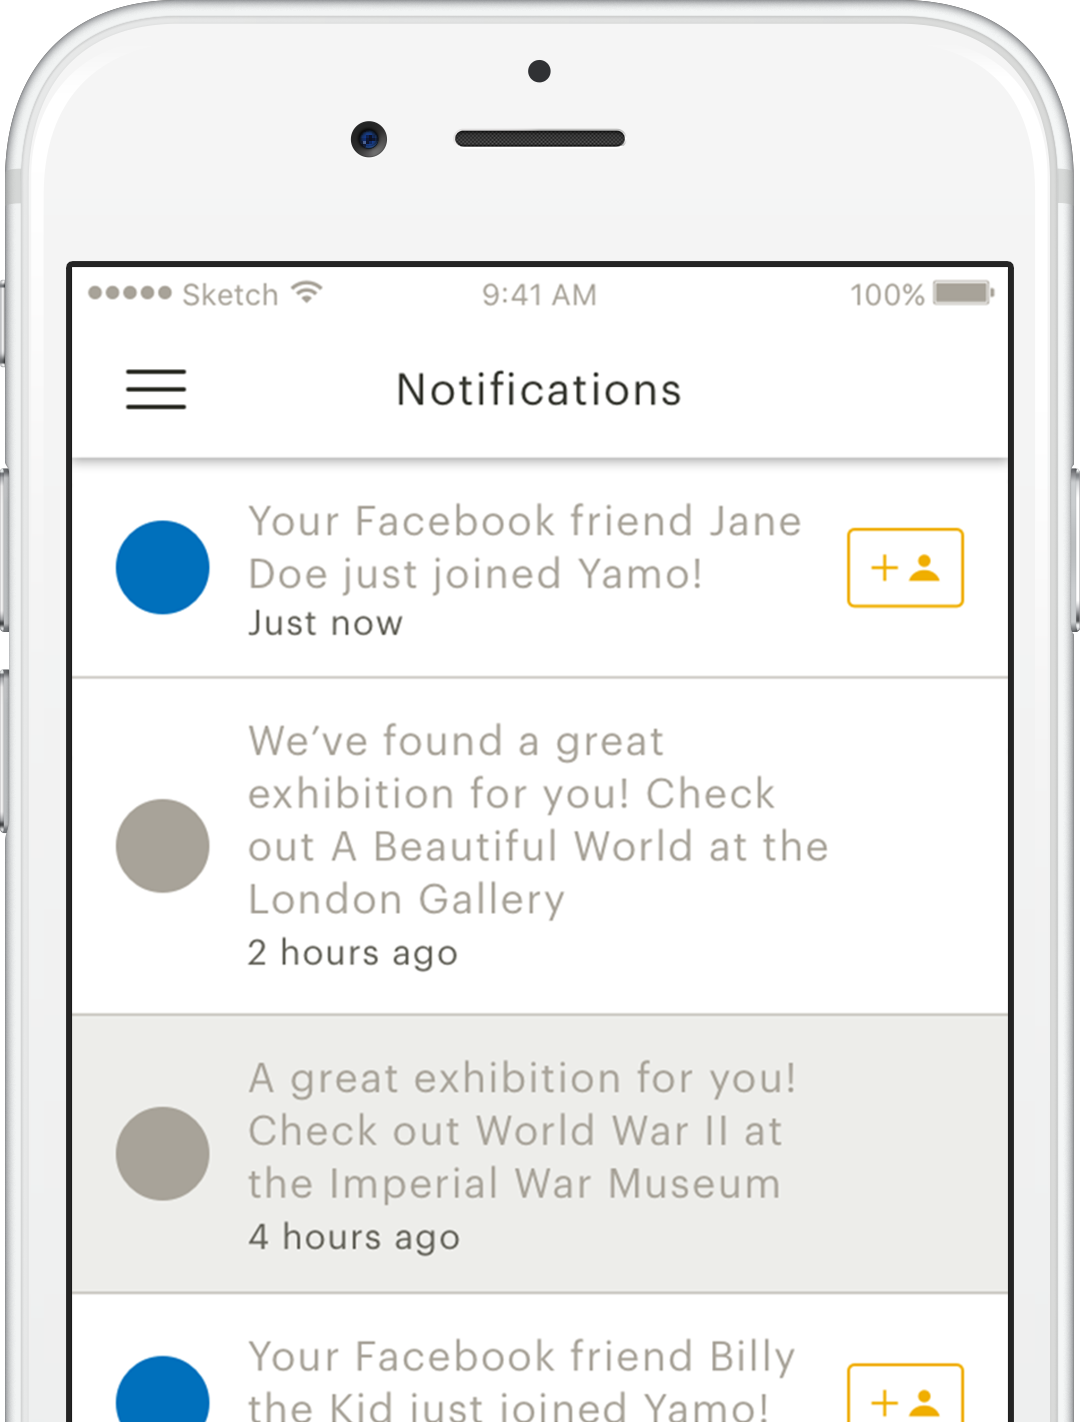 Sketch 9:41 AM 100%
Notifications
Your Facebook friend Jane
Doe just joined Yamo!
Just now
We’ve found a great
exhibition for you! Check
out A Beautiful World at the
London Gallery
2 hours ago
A great exhibition for you!
Check out World War II at
the Imperial War Museum
4 hours ago
Your Facebook friend Billy
the Kid just joined Yamo!